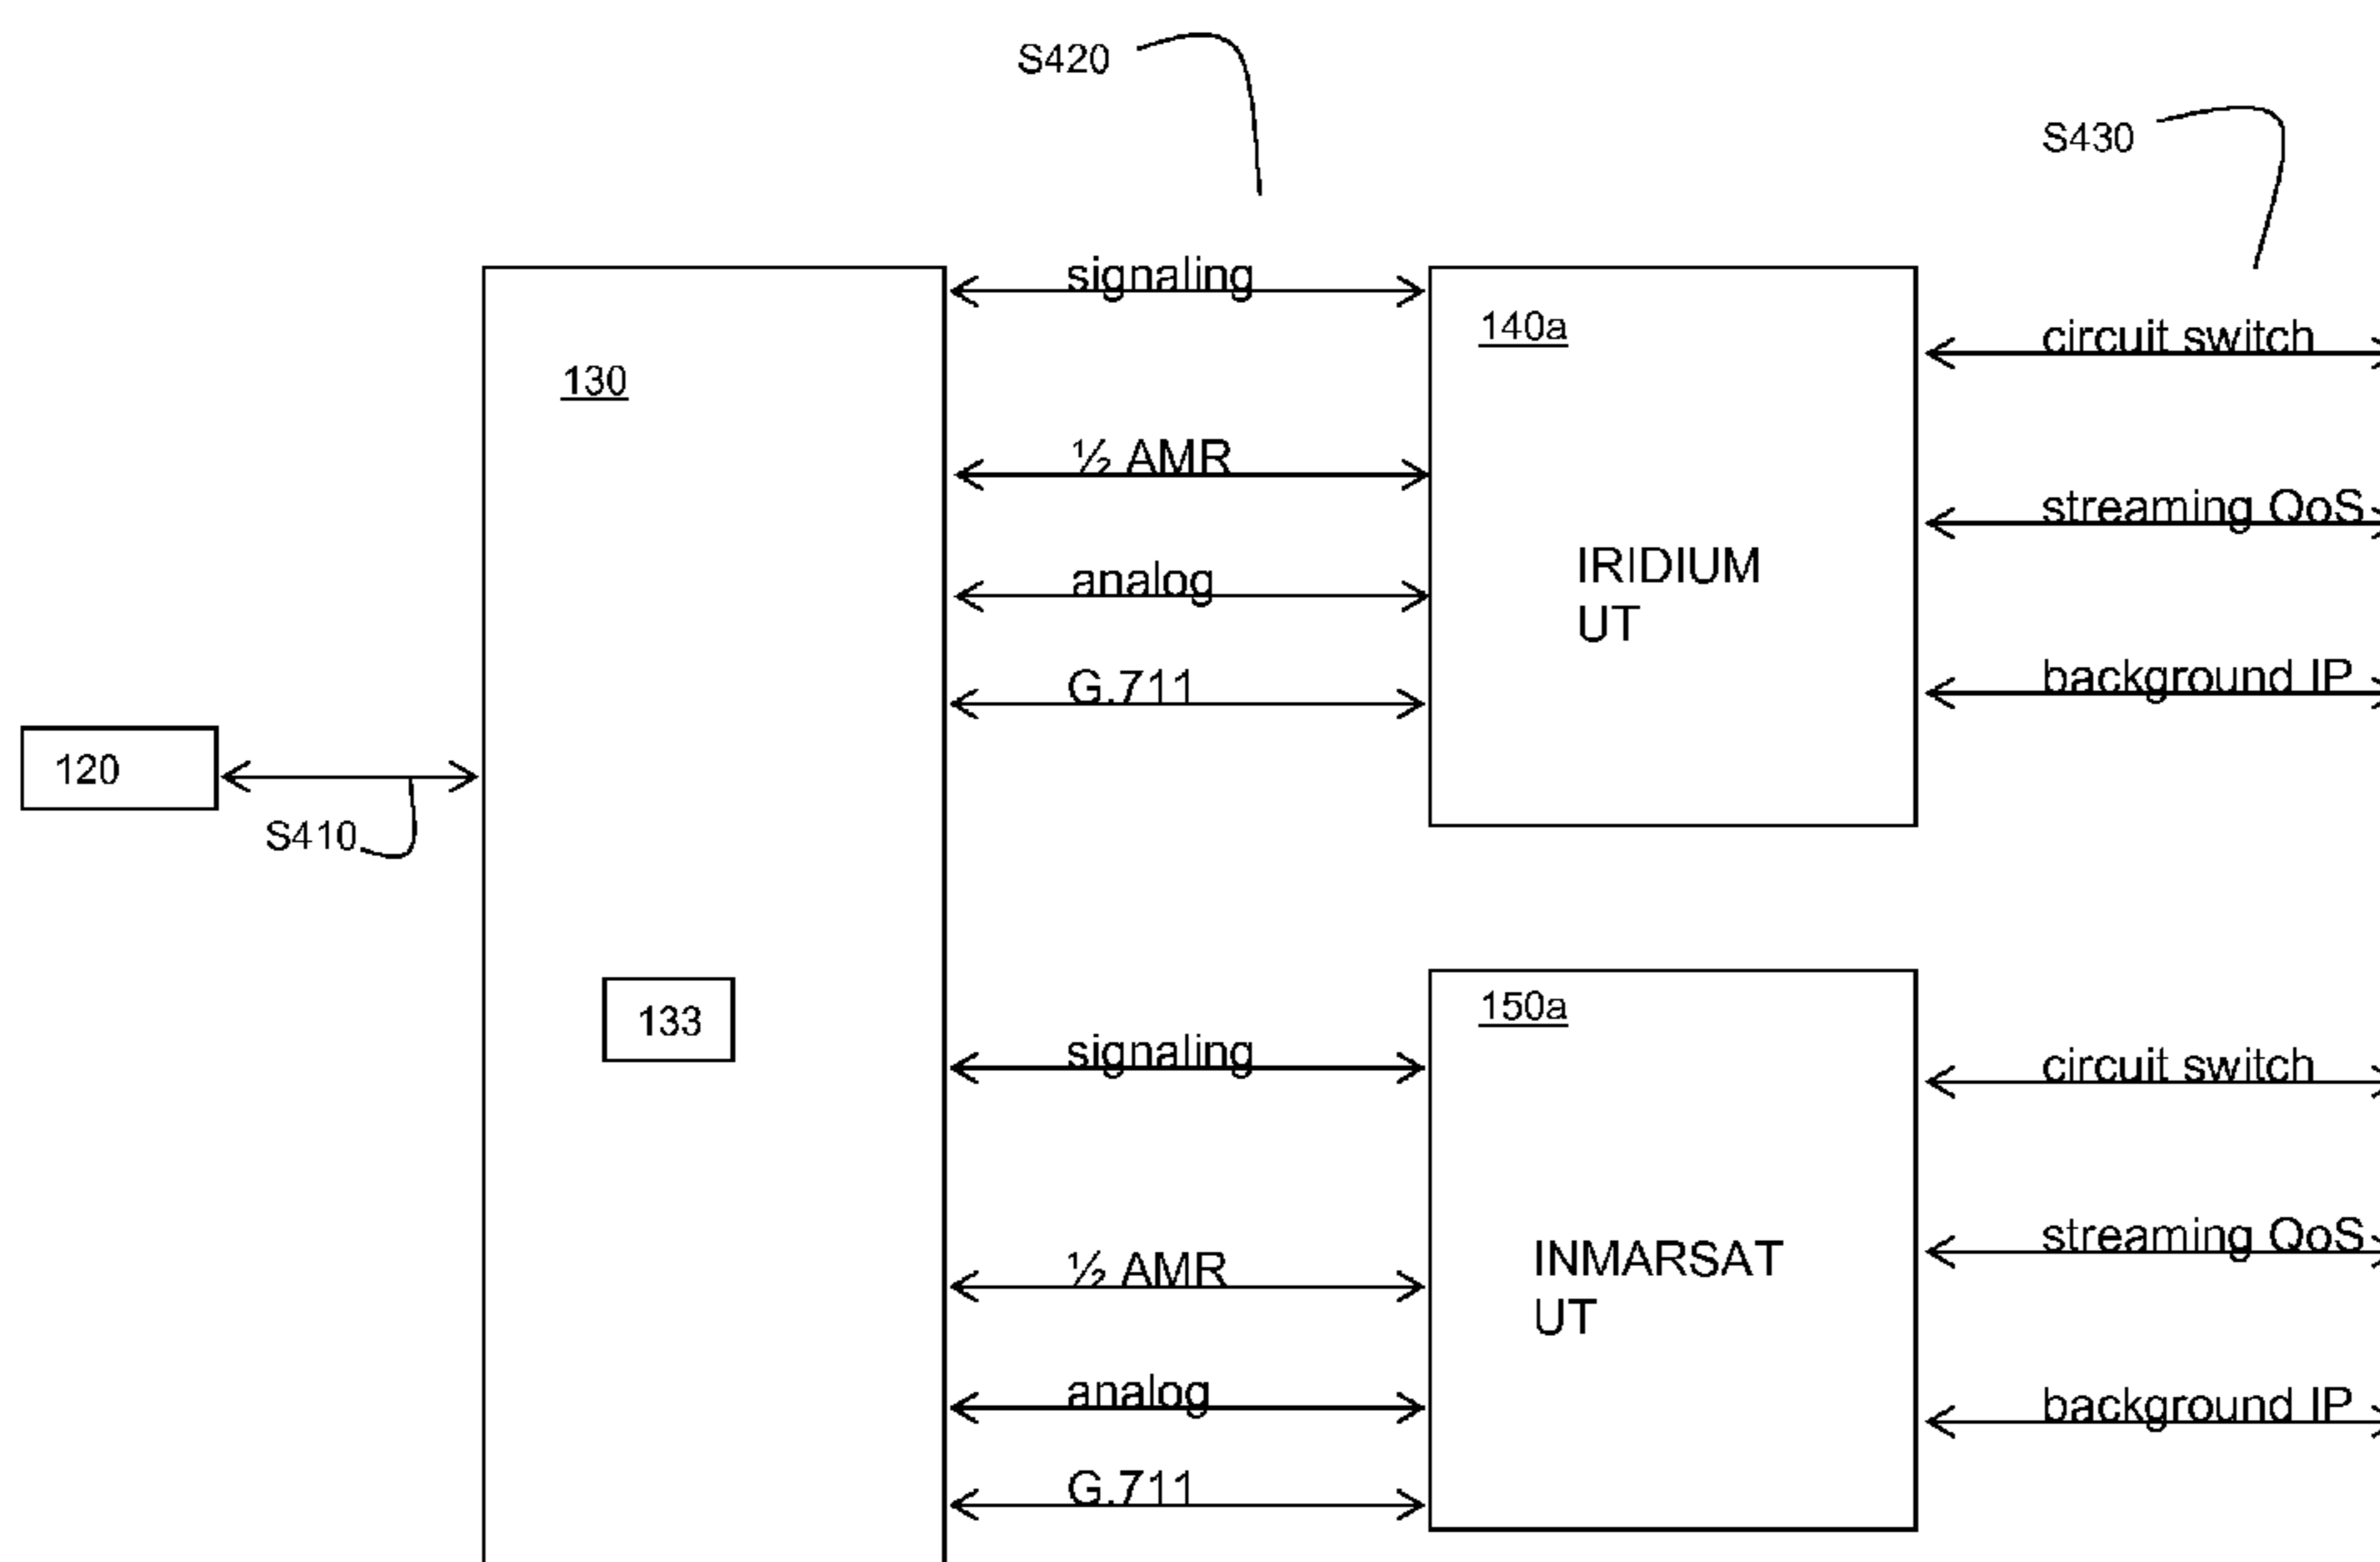 S420
S430
signaling
140a
circuit switch
130
½ AMR
streaming QoS
IRIDIUM
UT
analog
G.711
background IP
120
S410
133
150a
signaling
circuit switch
½ AMR
INMARSAT
UT
streaming QoS
analog
background IP
G.711